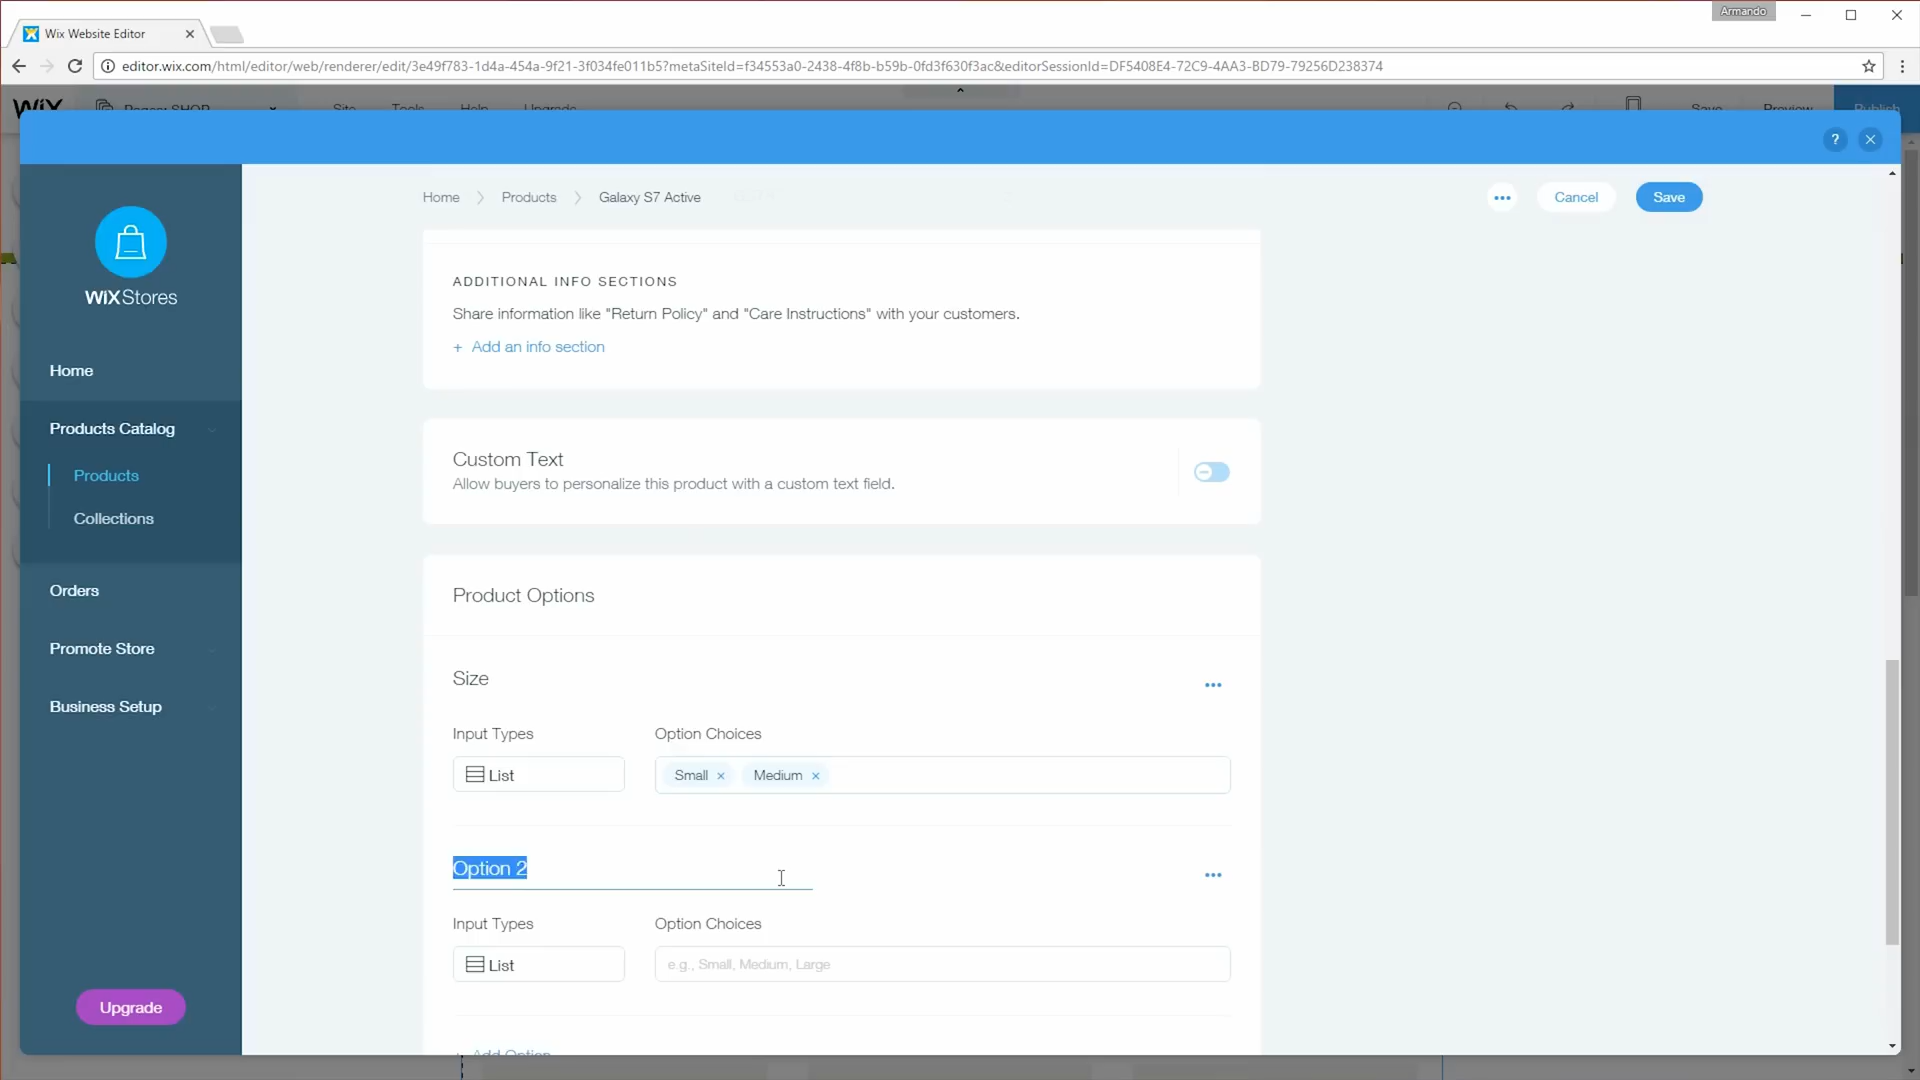 Armando
Wix Website Editor
editor.wix.com/html/editor/web/renderer/edit/3e49f783-1d4a-454a-9f21-3f034fe011b5?metaSiteId=f34553a0-2438-4f8b-b59b-0fd3f630f3ac&editorSessionId=DF5408E4-72C9-4AA3-BD79-79256D238374
WiX Page: SHOP Site Tools Help Upgrade Save Preview Publish
?
Home Products Galaxy S7 Active
Cancel Save
WiXStores
Home
Products Catalog
Products
Collections
Orders
Promote Store
Business Setup
Upgrade
ADDITIONAL INFO SECTIONS
Share information like "Return Policy" and "Care Instructions" with your customers.
+ Add an info section
Custom Text
Allow buyers to personalize this product with a custom text field.
Product Options
Size
Input Types Option Choices
List Small × Medium ×
Option 2
Input Types Option Choices
List e.g., Small, Medium, Large
+ Add Option